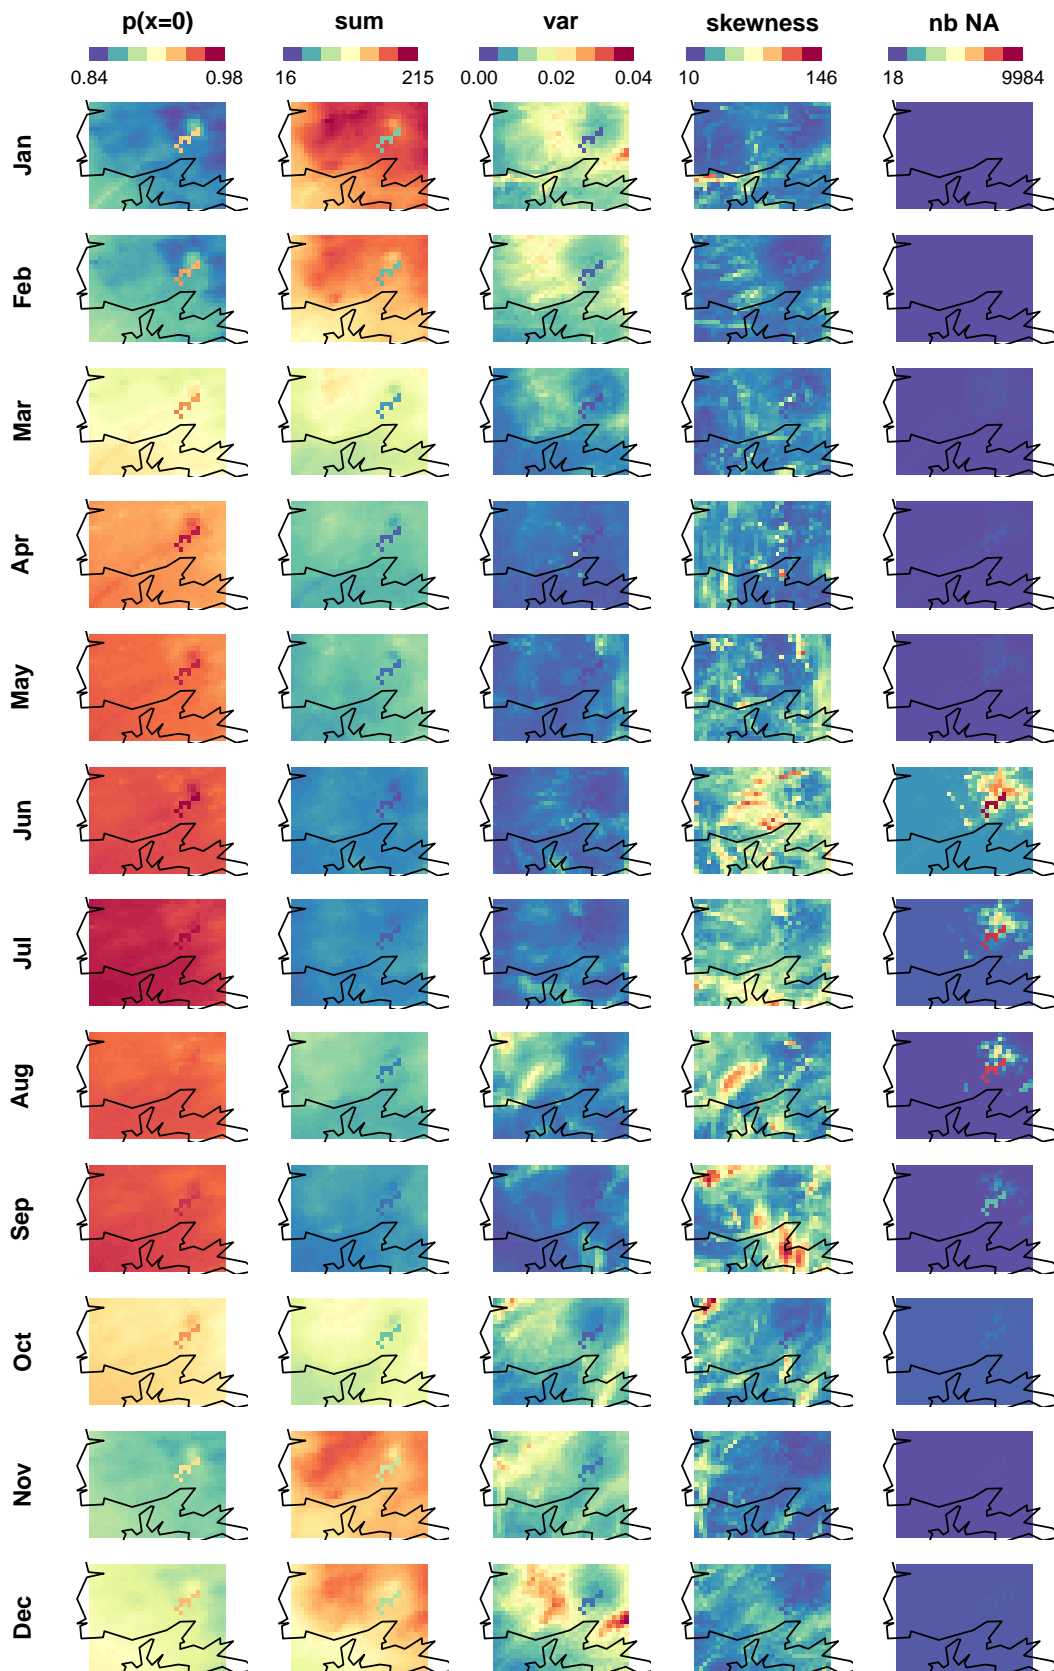 p(x=0) sum var skewness nb NA
0.84 0.98 16 215 0.00 0.02 0.04 10 146 18 9984
Jan
Feb
Mar
Apr
May
Jun
Jul
Aug
Sep
Oct
Nov
Dec